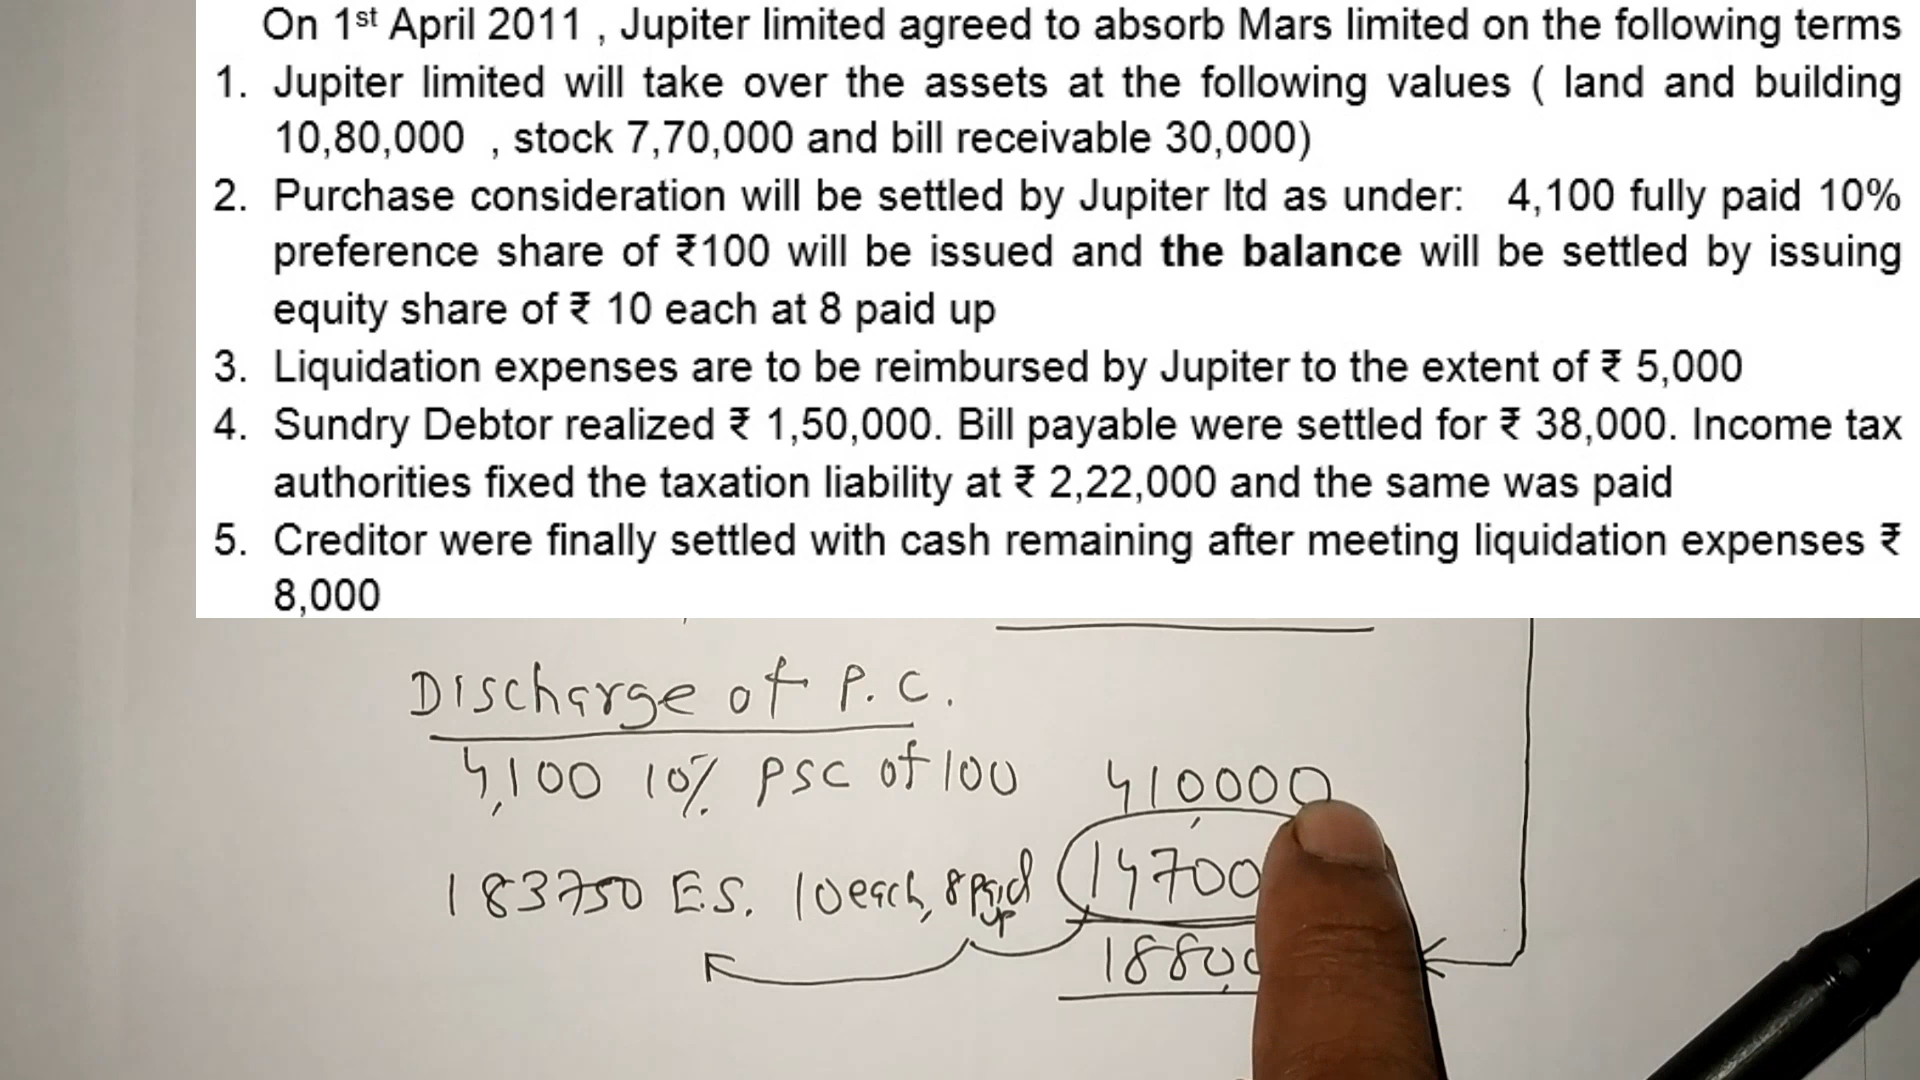 On 1st April 2011 , Jupiter limited agreed to absorb Mars limited on the following terms
1. Jupiter limited will take over the assets at the following values ( land and building
10,80,000 , stock 7,70,000 and bill receivable 30,000)
2. Purchase consideration will be settled by Jupiter ltd as under: 4,100 fully paid 10%
preference share of ₹100 will be issued and the balance will be settled by issuing
equity share of ₹ 10 each at 8 paid up
3. Liquidation expenses are to be reimbursed by Jupiter to the extent of ₹ 5,000
4. Sundry Debtor realized ₹ 1,50,000. Bill payable were settled for ₹ 38,000. Income tax
authorities fixed the taxation liability at ₹ 2,22,000 and the same was paid
5. Creditor were finally settled with cash remaining after meeting liquidation expenses ₹
8,000
Discharge of P.C.
4,100 10% PSC of 100 410000
183750 E.S. 10 each, 8 paid up 14700
1880